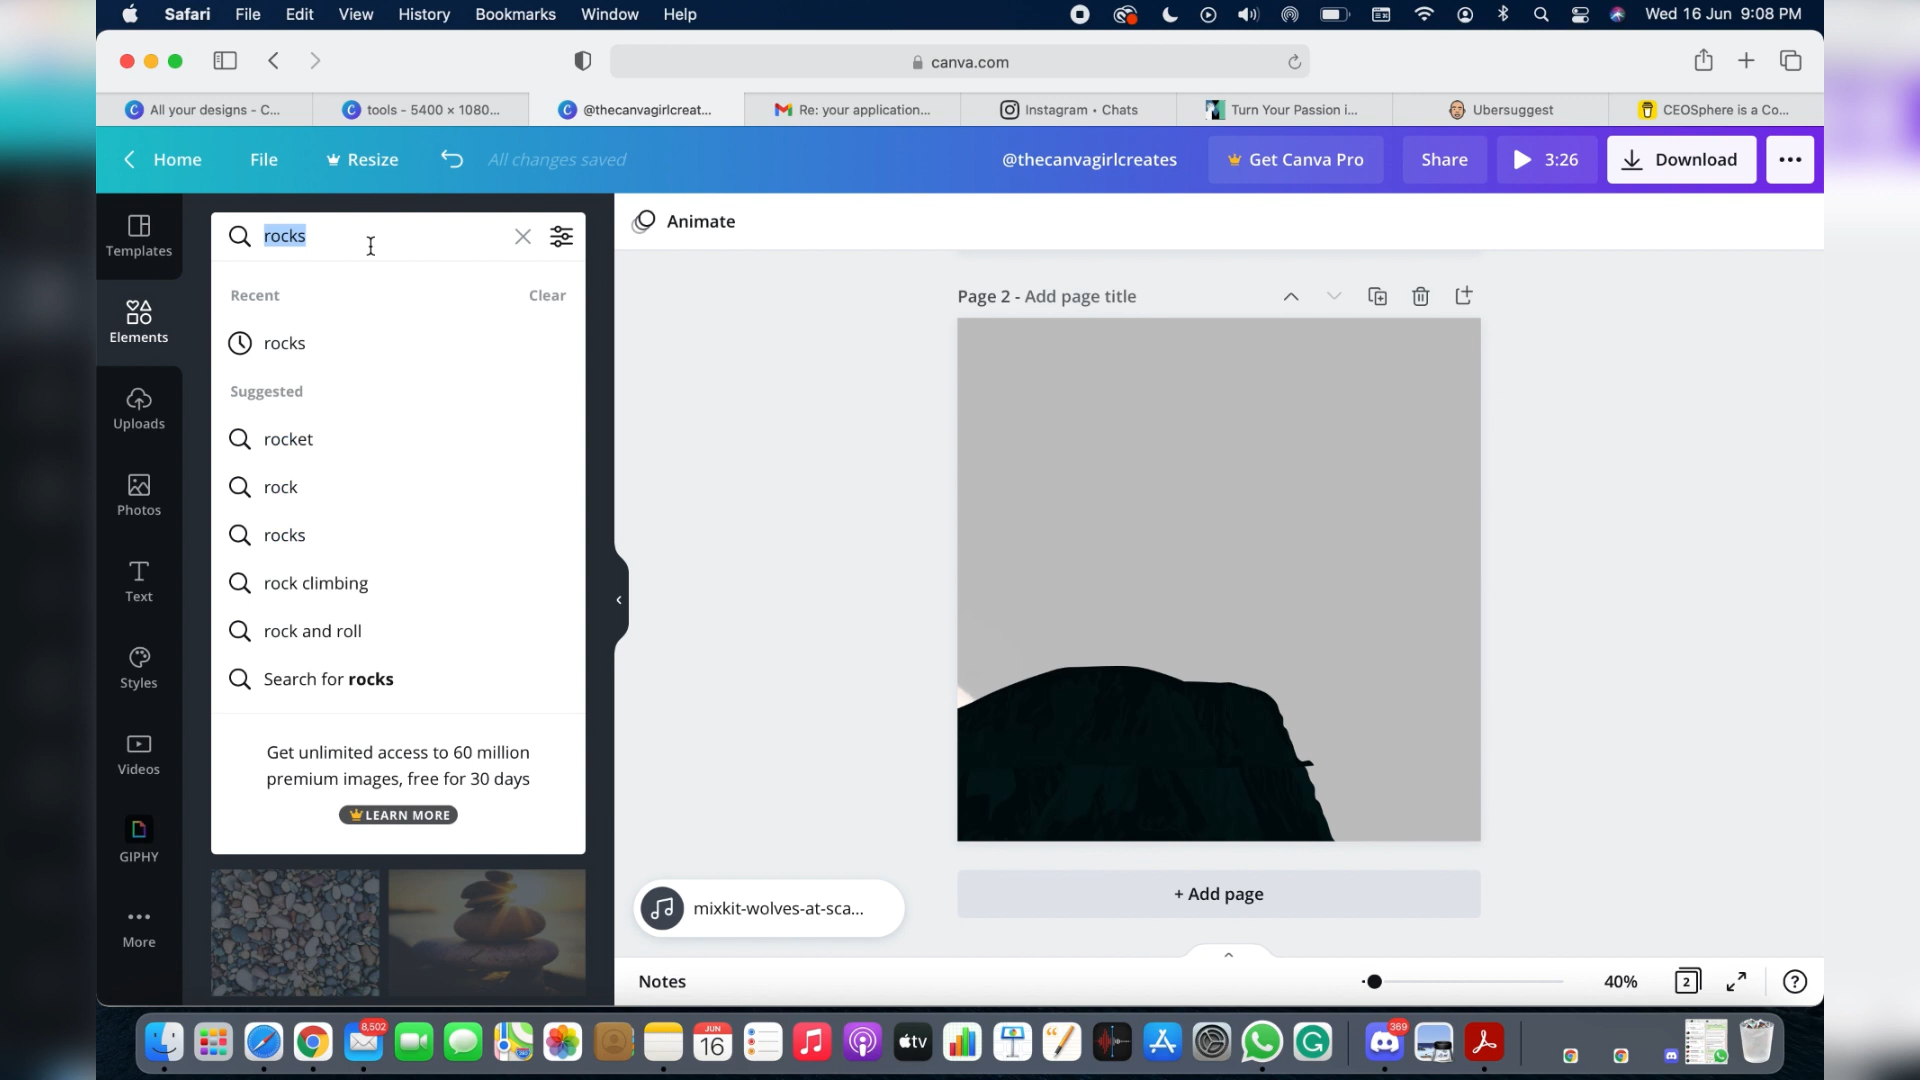 Safari File Edit View History Bookmarks Window Help Wed 16 Jun 9:08 PM
canva.com
All your designs - C...
tools - 5400 × 1080...
@thecanvagirlcreat...
Re: your application...
Instagram • Chats
Turn Your Passion i...
Ubersuggest
CEOSphere is a Co...
Home File Resize All changes saved @thecanvagirlcreates Get Canva Pro Share 3:26 Download
Templates
Elements
Uploads
Photos
Text
Styles
Videos
GIPHY
More
rocks
Recent Clear
rocks
Suggested
rocket
rock
rocks
rock climbing
rock and roll
Search for rocks
Get unlimited access to 60 million
premium images, free for 30 days
LEARN MORE
Animate
Page 2 - Add page title
+ Add page
mixkit-wolves-at-sca...
Notes 40% 2
8,502
JUN
16
tv
369